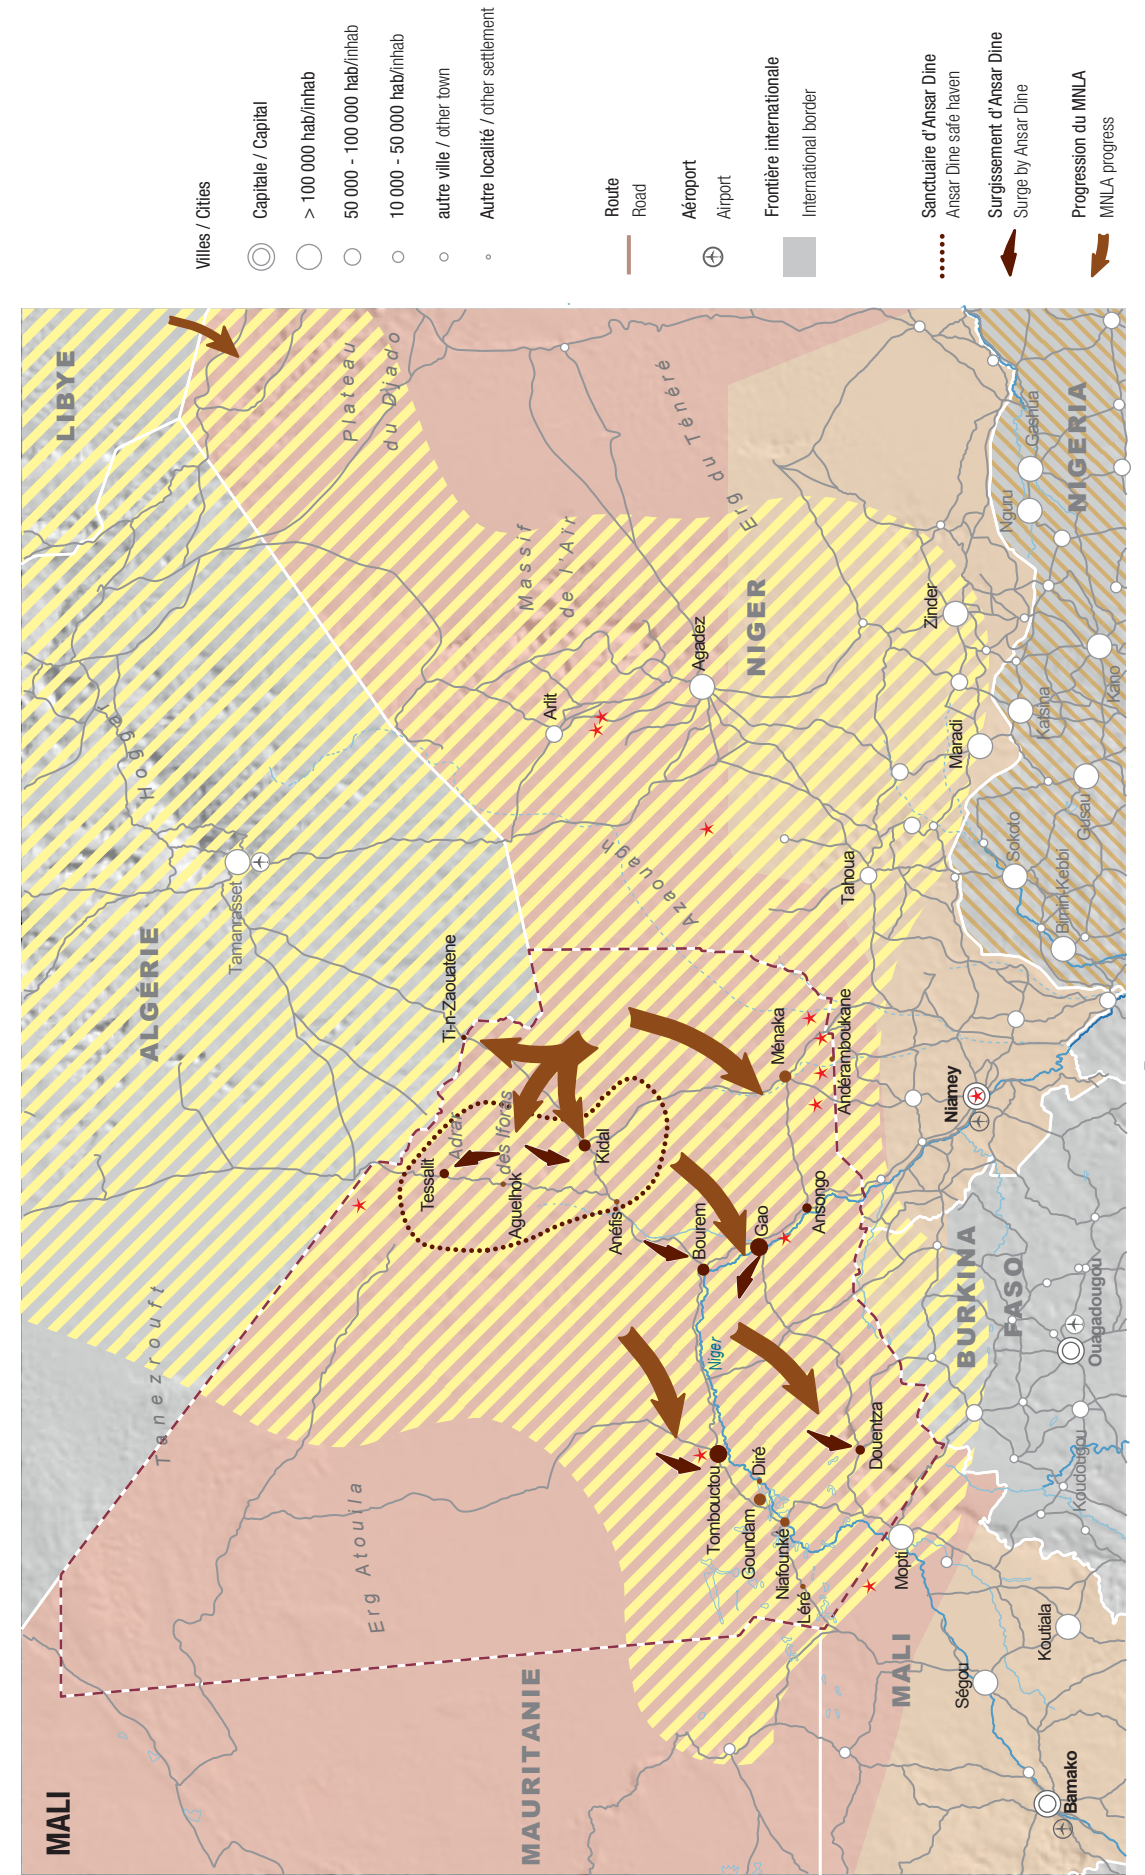 MALI
LIBYE
ALGÉRIE
Hoggar
Tamanrasset
Tanezrouft
Plateau
du Djado
Massif
de l'Aïr
Erg du Ténéré
Arlit
Agadez
NIGER
Azaouagh
Ti-n-Zaouatene
Adrar
des Iforas
Tessalit
Aguelhok
Kidal
Anéfis
Ménaka
Andéramboukane
Bourem
Gao
Ansongo
Niger
Erg Atouila
Tombouctou
Goundam
Diré
Niafounké
Léré
Douentza
Mopti
MAURITANIE
MALI
Ségou
Koutiala
Bamako
BURKINA
FASO
Ouagadougou
Koudougou
Niamey
Tahoua
Maradi
Zinder
Sokoto
Birnin-Kebbi
Gusau
Katsina
Kano
Nguru
Gashua
NIGERIA
Villes / Cities
Capitale / Capital
> 100 000 hab/inhab
50 000 - 100 000 hab/inhab
10 000 - 50 000 hab/inhab
autre ville / other town
Autre localité / other settlement
Route
Road
Aéroport
Airport
Frontière internationale
International border
Sanctuaire d'Ansar Dine
Ansar Dine safe haven
Surgissement d'Ansar Dine
Surge by Ansar Dine
Progression du MNLA
MNLA progress